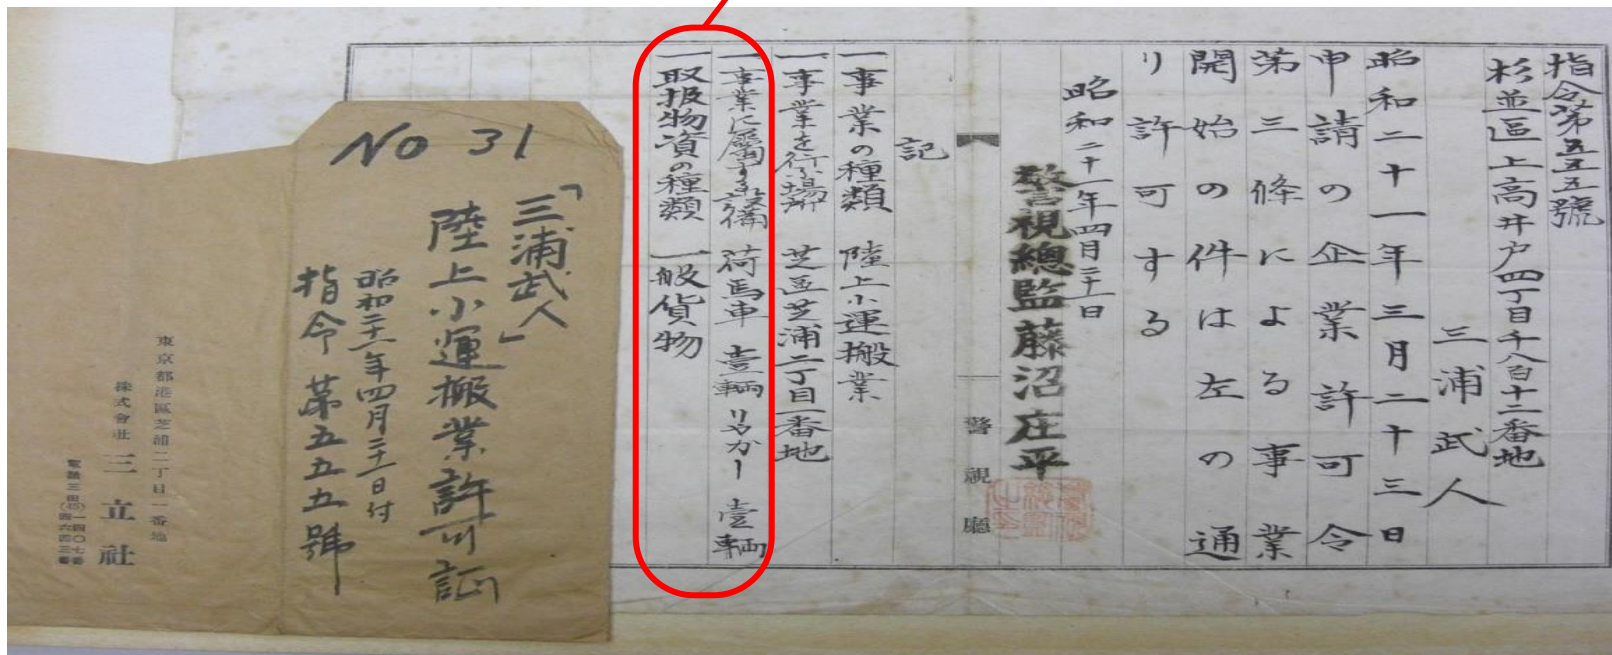 指令第五五五號
杉並區上高井戸四丁目千八百十二番地
三浦武人
昭和二十一年三月二十三日
申請の企業許可令
第三條による事業
開始の件は左の通
り許可する
昭和二十一年四月二十二日
警視總監藤沼庄平
警視廳
記
一事業の種類 陸上小運搬業
一事業を行ふ場所 芝區芝浦二丁目一番地
一事業に屬する設備 荷馬車 壹輌 リヤカー 壹輌
一取扱物資の種類 一般貨物
NO 31
「三浦武人」
陸上小運搬業許可証
昭和二十一年四月二十二日付
指令第五五五號
東京都港區芝浦二丁目一番地
株式會社 三立社